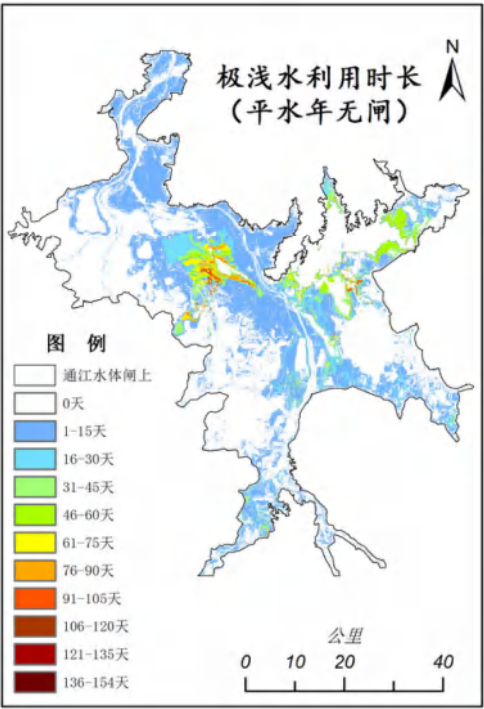 极浅水利用时长
（平水年无闸）
N
图 例
通江水体闸上
0天
1-15天
16-30天
31-45天
46-60天
61-75天
76-90天
91-105天
106-120天
121-135天
136-154天
公里
0 10 20 40